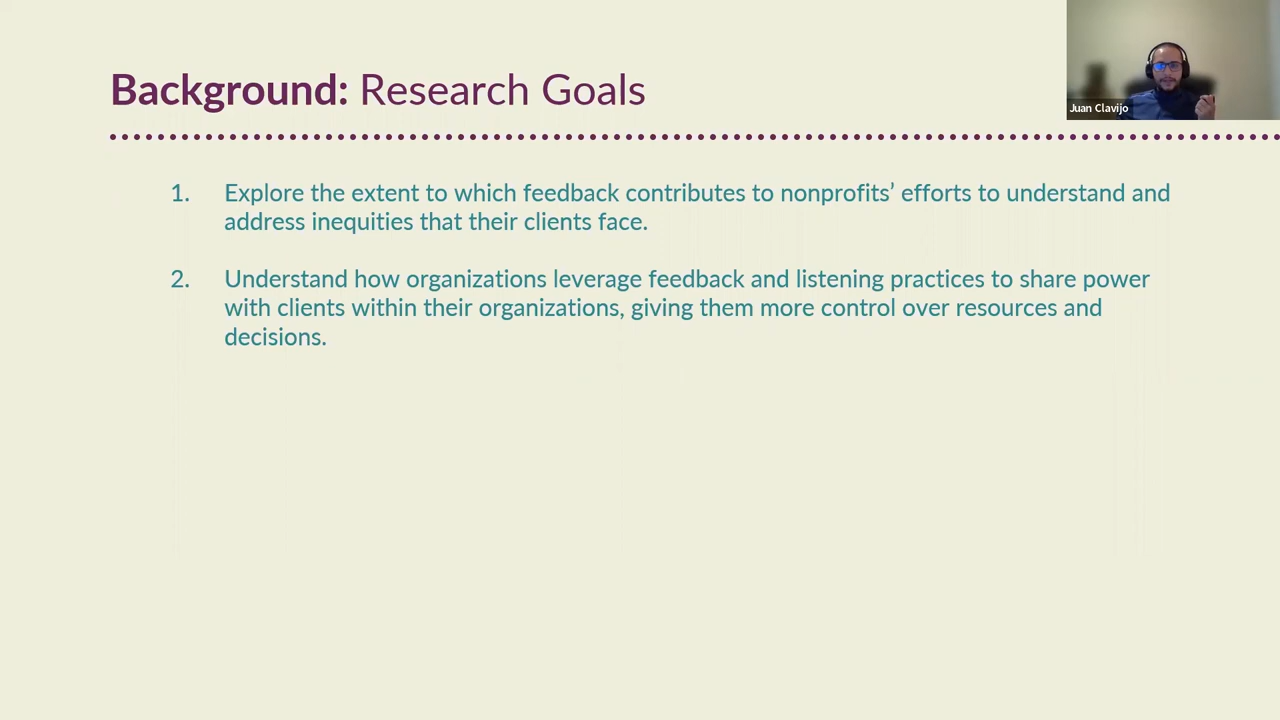 Background: Research Goals
Juan Clavijo
1. Explore the extent to which feedback contributes to nonprofits’ efforts to understand and
address inequities that their clients face.
2. Understand how organizations leverage feedback and listening practices to share power
with clients within their organizations, giving them more control over resources and
decisions.